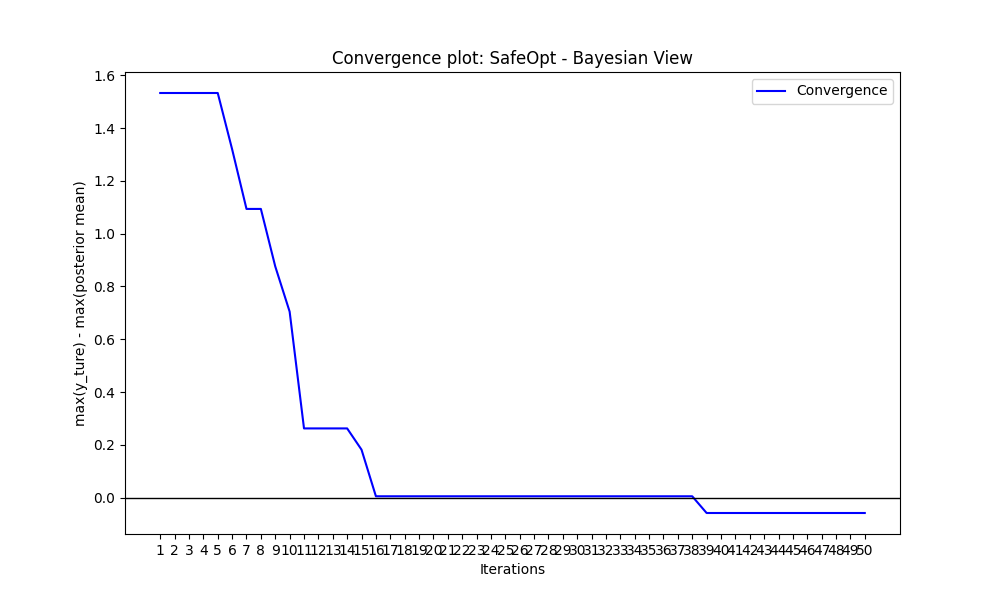 Convergence plot: SafeOpt - Bayesian View
Convergence
max(y_ture) - max(posterior mean)
1.6
1.4
1.2
1.0
0.8
0.6
0.4
0.2
0.0
1 2 3 4 5 6 7 8 9 10 11 12 13 14 15 16 17 18 19 20 21 22 23 24 25 26 27 28 29 30 31 32 33 34 35 36 37 38 39 40 41 42 43 44 45 46 47 48 49 50
Iterations